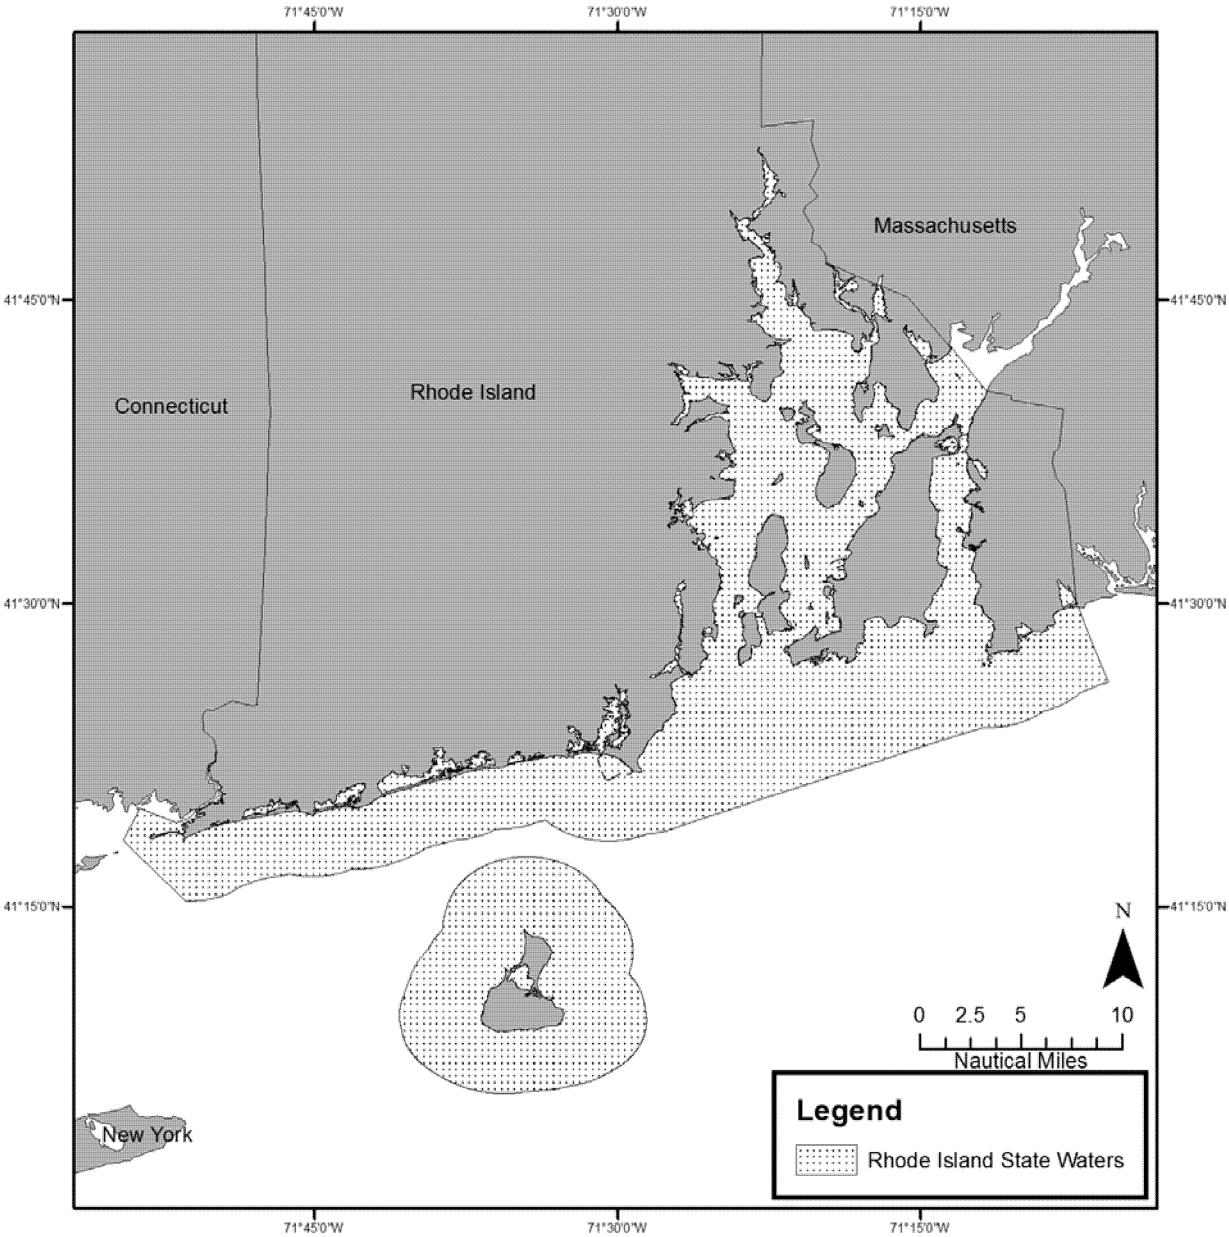 71°45'0"W
71°30'0"W
71°15'0"W
Massachusetts
41°45'0"N
41°45'0"N
Rhode Island
Connecticut
41°30'0"N
41°30'0"N
41°15'0"N
41°15'0"N
N
0 2.5 5 10
Nautical Miles
Legend
New York
Rhode Island State Waters
71°45'0"W
71°30'0"W
71°15'0"W